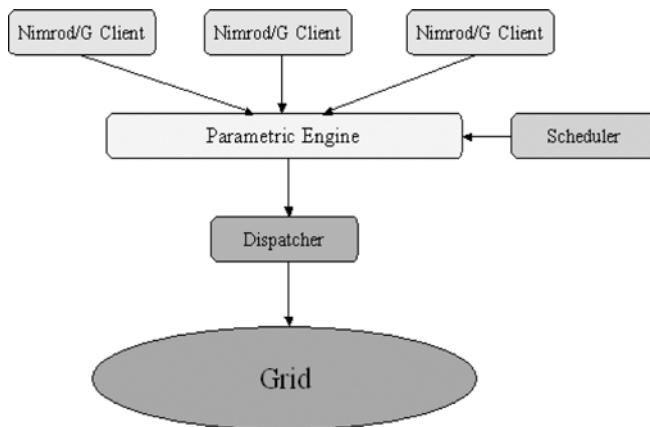 Nimrod/G Client
Nimrod/G Client
Nimrod/G Client
Parametric Engine
Scheduler
Dispatcher
Grid